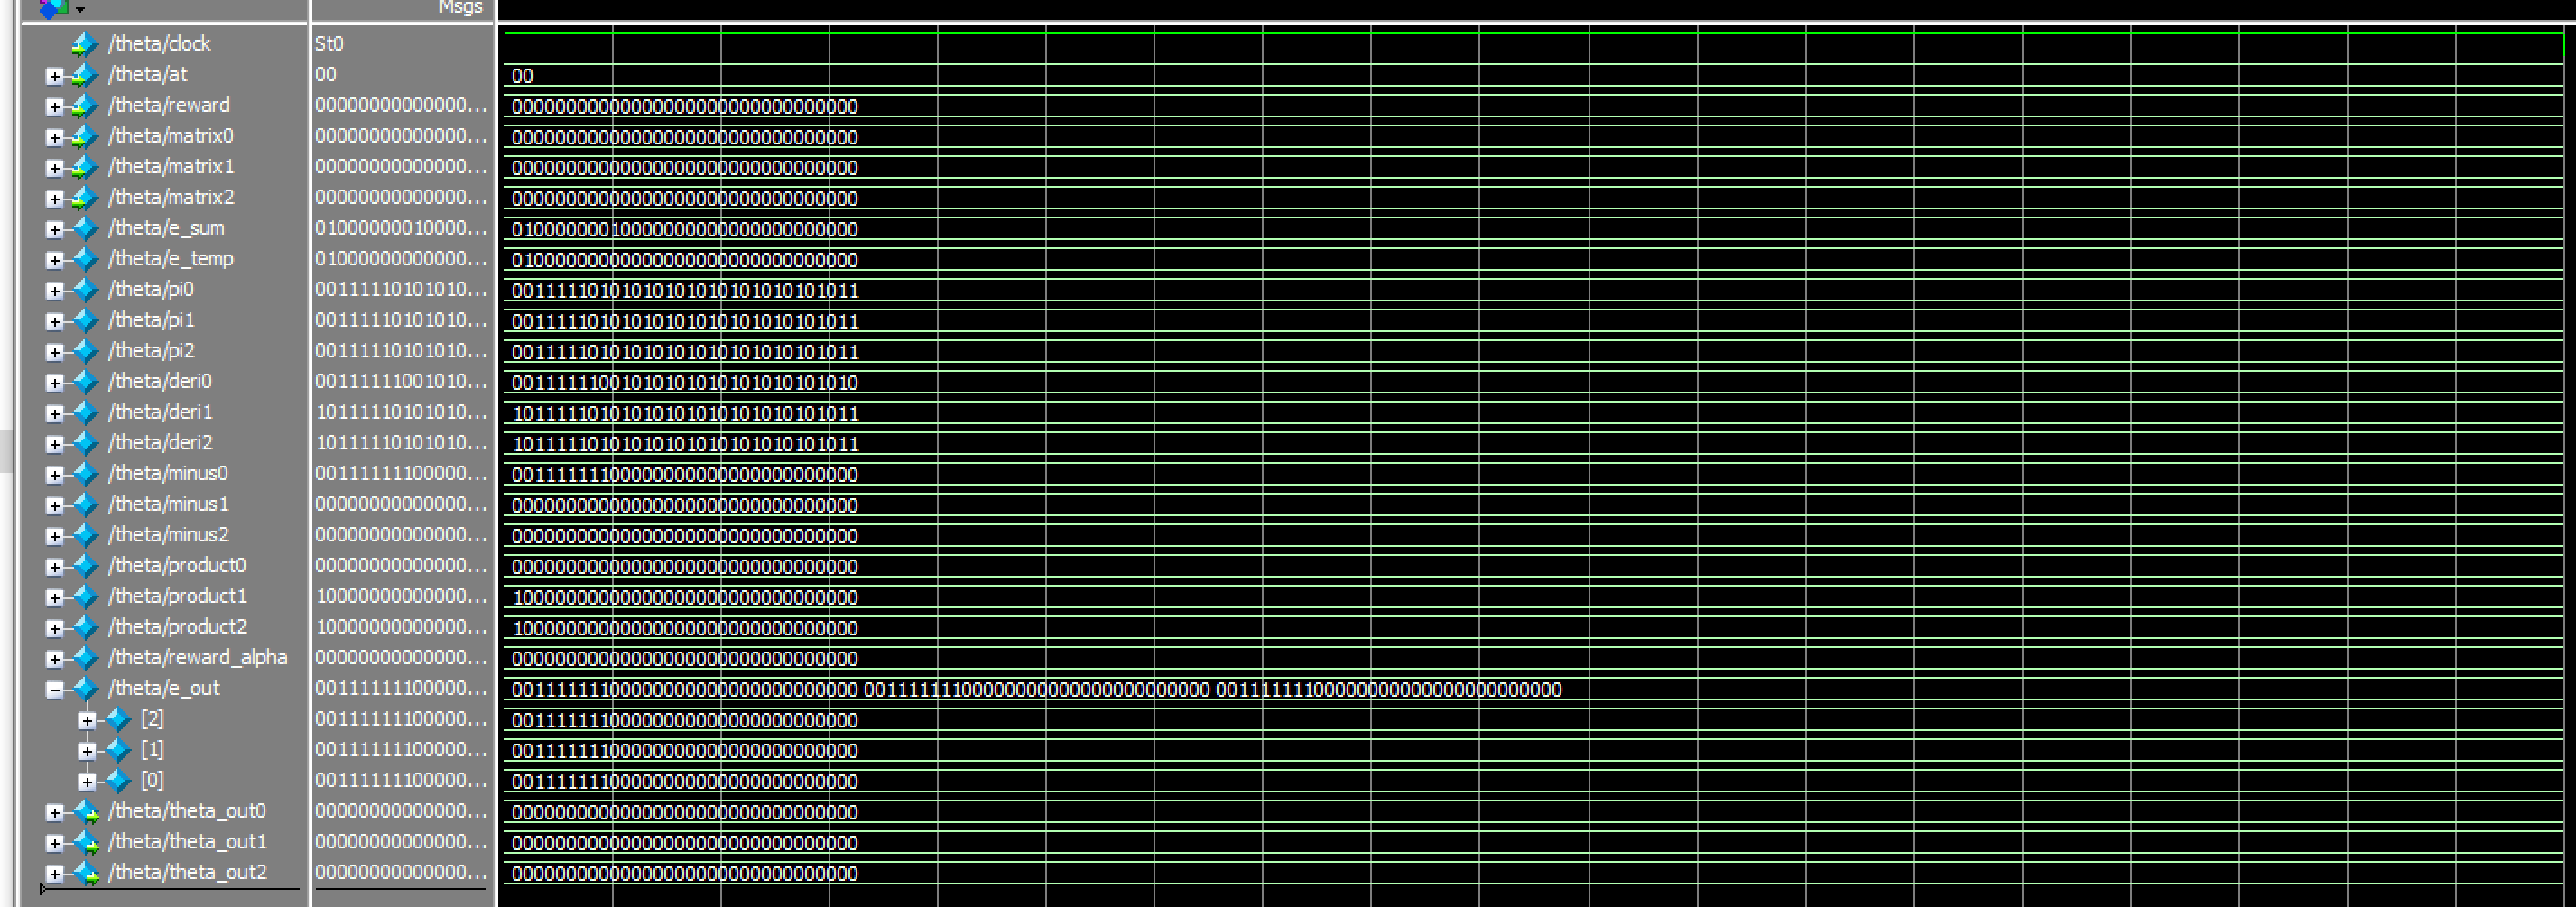 Msgs
/theta/clock St0
/theta/at 00 00
/theta/reward 00000000000000... 00000000000000000000000000000000
/theta/matrix0 00000000000000... 00000000000000000000000000000000
/theta/matrix1 00000000000000... 00000000000000000000000000000000
/theta/matrix2 00000000000000... 00000000000000000000000000000000
/theta/e_sum 01000000010000... 01000000010000000000000000000000
/theta/e_temp 01000000000000... 01000000000000000000000000000000
/theta/pi0 00111110101010... 00111110101010101010101010101011
/theta/pi1 00111110101010... 00111110101010101010101010101011
/theta/pi2 00111110101010... 00111110101010101010101010101011
/theta/deri0 00111111001010... 00111111001010101010101010101010
/theta/deri1 10111110101010... 10111110101010101010101010101011
/theta/deri2 10111110101010... 10111110101010101010101010101011
/theta/minus0 00111111100000... 00111111100000000000000000000000
/theta/minus1 00000000000000... 00000000000000000000000000000000
/theta/minus2 00000000000000... 00000000000000000000000000000000
/theta/product0 00000000000000... 00000000000000000000000000000000
/theta/product1 10000000000000... 10000000000000000000000000000000
/theta/product2 10000000000000... 10000000000000000000000000000000
/theta/reward_alpha 00000000000000... 00000000000000000000000000000000
/theta/e_out 00111111100000... 00111111100000000000000000000000 00111111100000000000000000000000 00111111100000000000000000000000
[2] 00111111100000... 00111111100000000000000000000000
[1] 00111111100000... 00111111100000000000000000000000
[0] 00111111100000... 00111111100000000000000000000000
/theta/theta_out0 00000000000000... 00000000000000000000000000000000
/theta/theta_out1 00000000000000... 00000000000000000000000000000000
/theta/theta_out2 00000000000000... 00000000000000000000000000000000